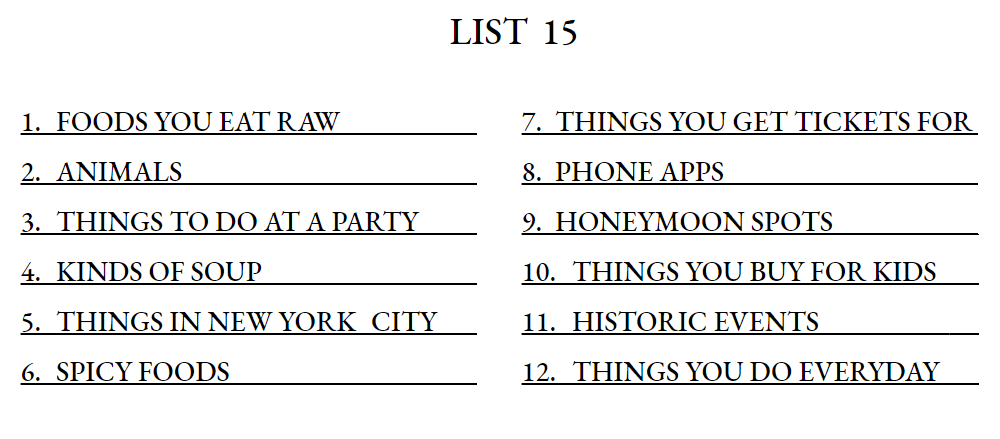 LIST 15
1. FOODS YOU EAT RAW
2. ANIMALS
3. THINGS TO DO AT A PARTY
4. KINDS OF SOUP
5. THINGS IN NEW YORK CITY
6. SPICY FOODS
7. THINGS YOU GET TICKETS FOR
8. PHONE APPS
9. HONEYMOON SPOTS
10. THINGS YOU BUY FOR KIDS
11. HISTORIC EVENTS
12. THINGS YOU DO EVERYDAY